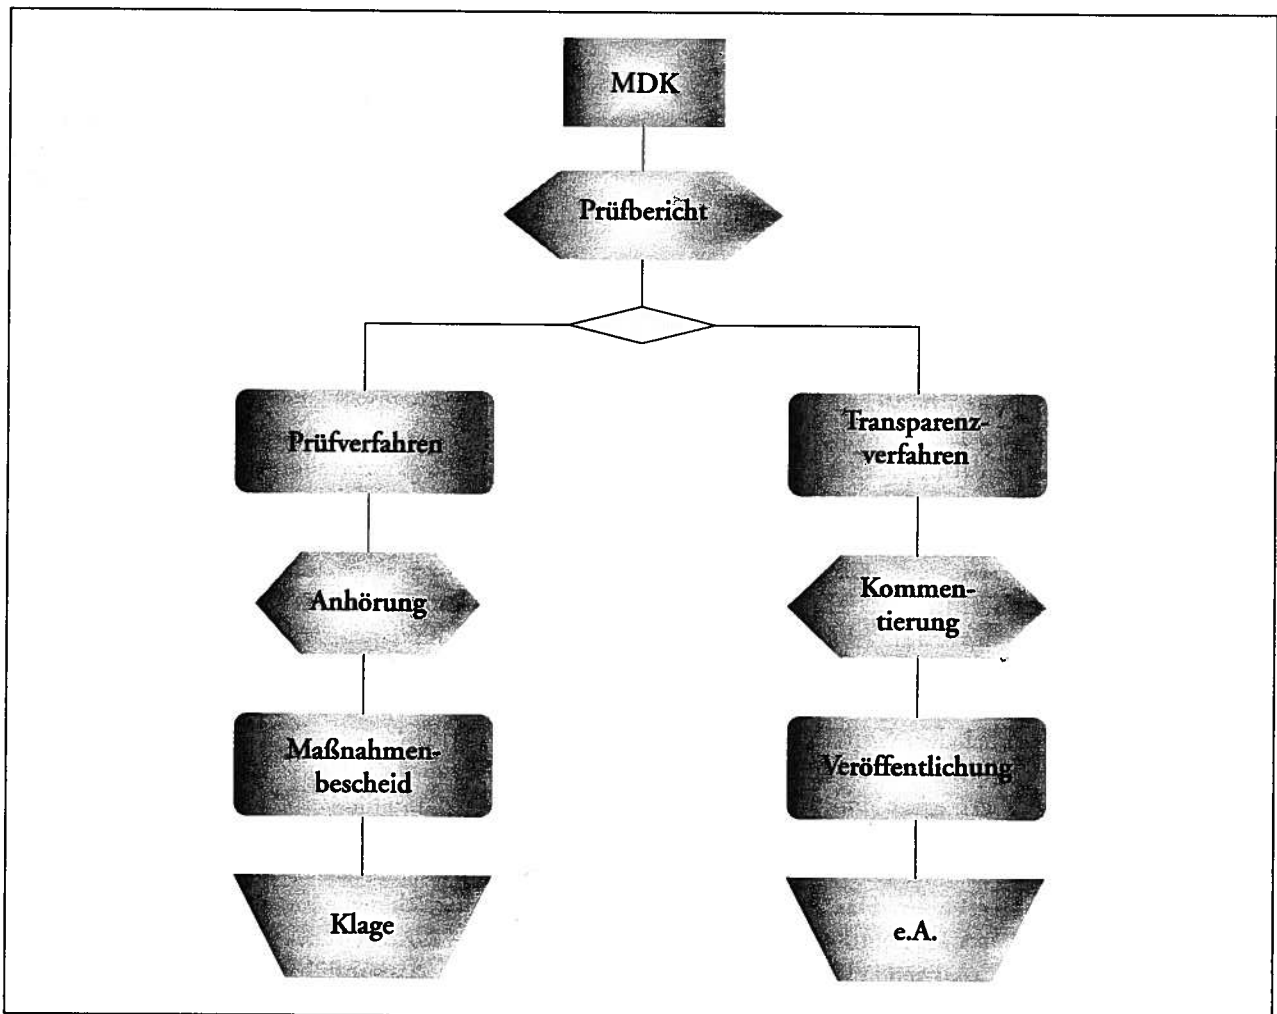 MDK
Prüfbericht
Prüfverfahren
Anhörung
Maßnahmen-
bescheid
Klage
Transparenz-
verfahren
Kommen-
tierung
Veröffentlichung
e.A.